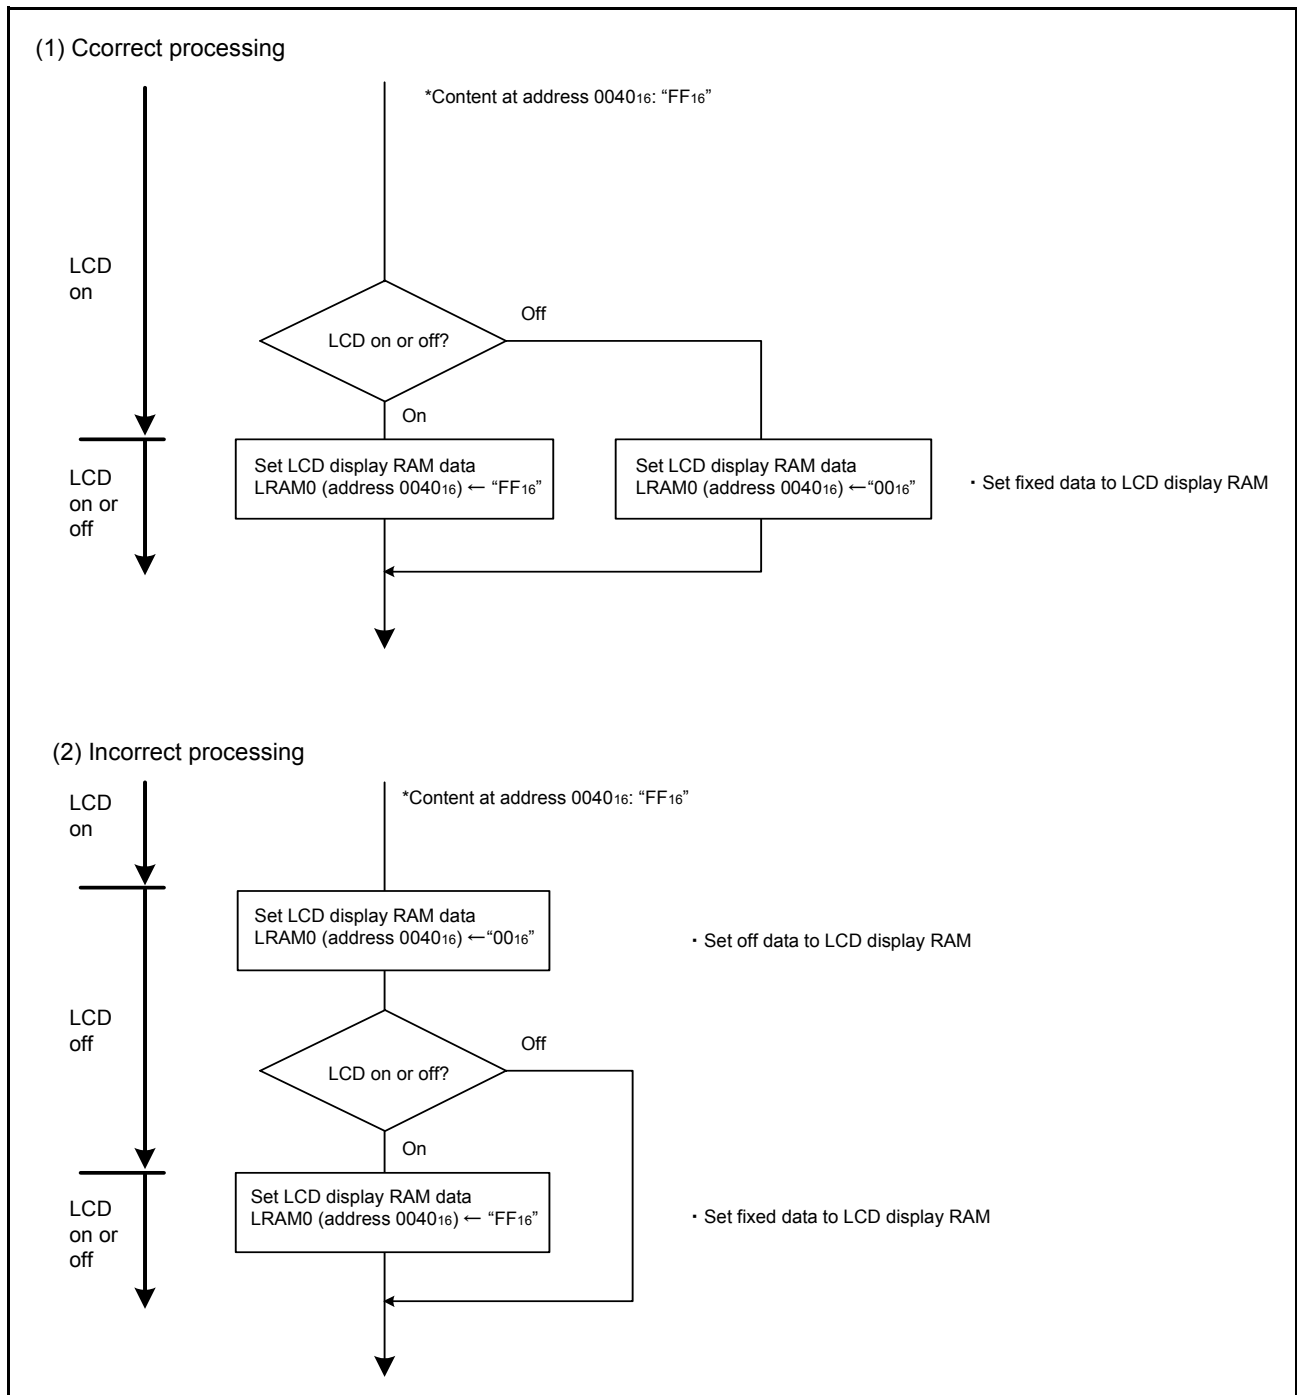 (1) Ccorrect processing
*Content at address 004016: “FF16”
LCD
on
Off
LCD on or off?
On
LCD
on or
off
Set LCD display RAM data
LRAM0 (address 004016) ← “FF16”
Set LCD display RAM data
LRAM0 (address 004016) ←“0016”
・Set fixed data to LCD display RAM
(2) Incorrect processing
LCD
on
*Content at address 004016: “FF16”
Set LCD display RAM data
LRAM0 (address 004016) ←“0016”
・Set off data to LCD display RAM
LCD
off
Off
LCD on or off?
On
LCD
on or
off
Set LCD display RAM data
LRAM0 (address 004016) ← “FF16”
・Set fixed data to LCD display RAM